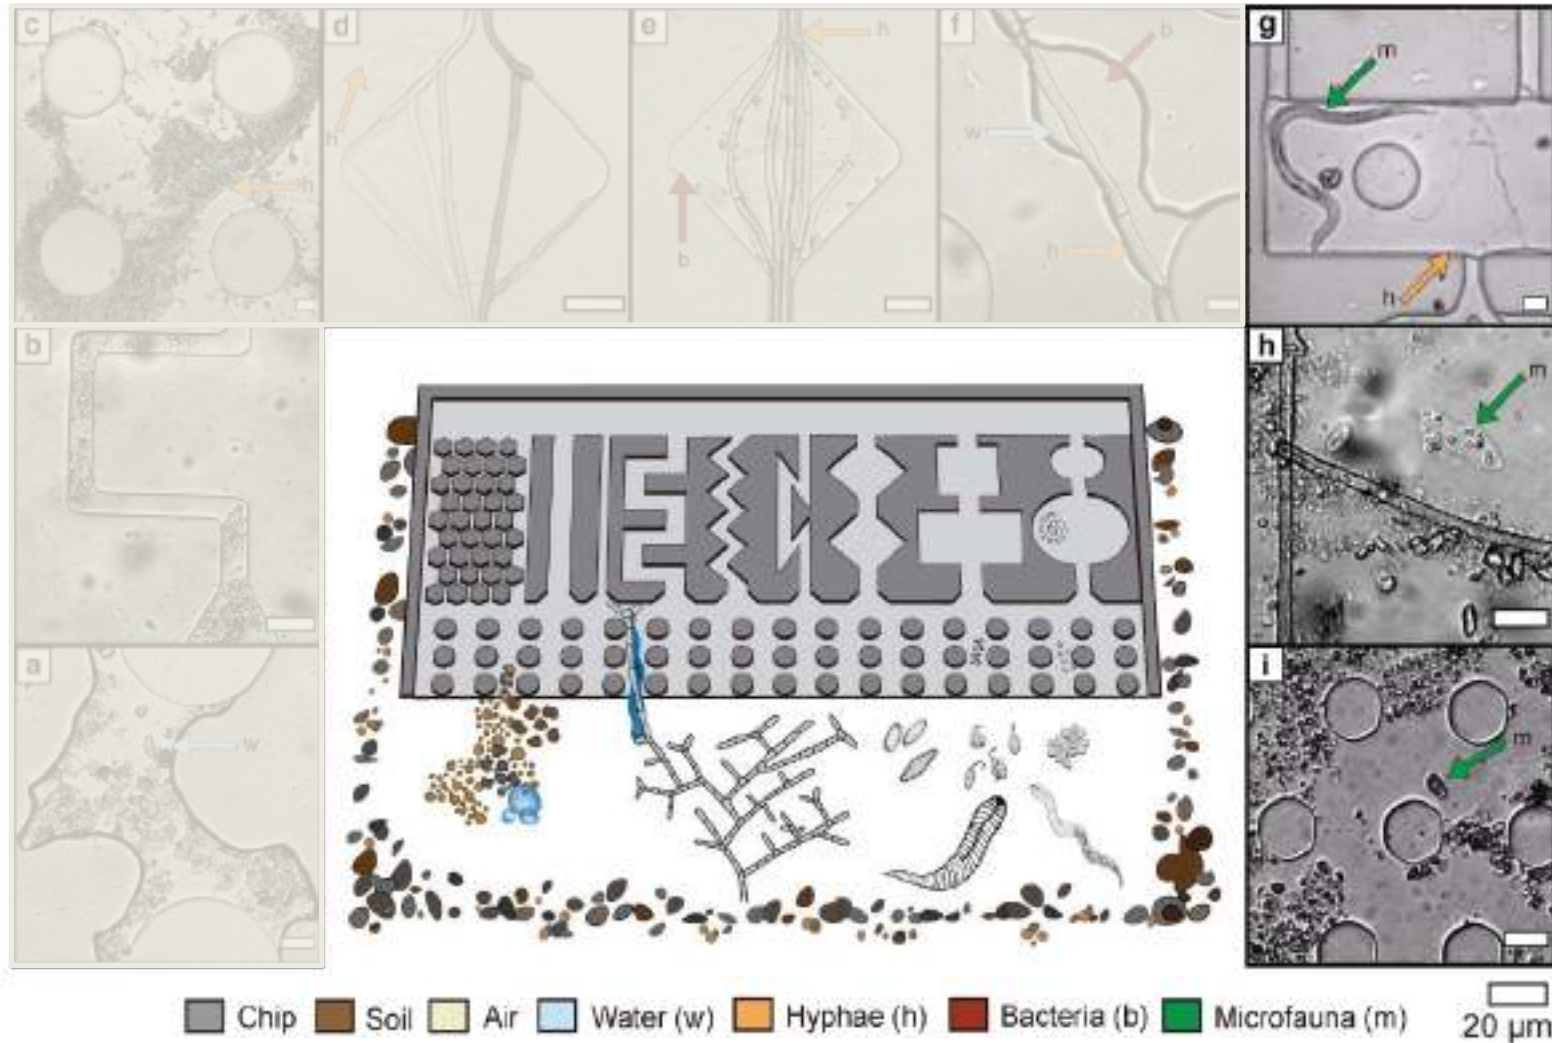 c d e f g
h h h b m
w
b h h
b h
m
a i
w m
Chip Soil Air Water (w) Hyphae (h) Bacteria (b) Microfauna (m)
20 µm